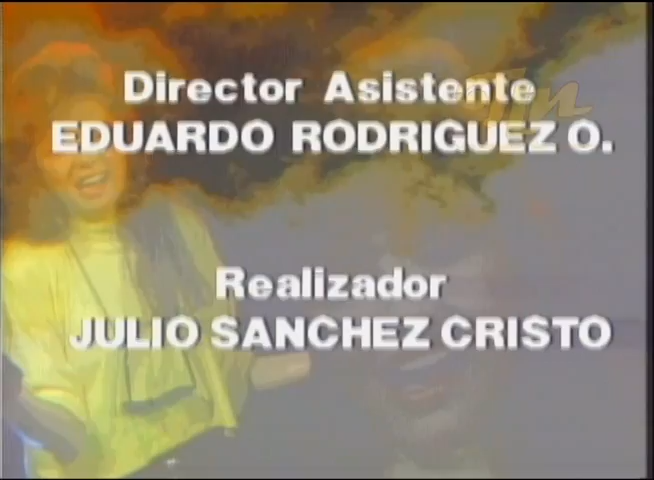 Director Asistente
EDUARDO RODRIGUEZ O.
Realizador
JULIO SANCHEZ CRISTO